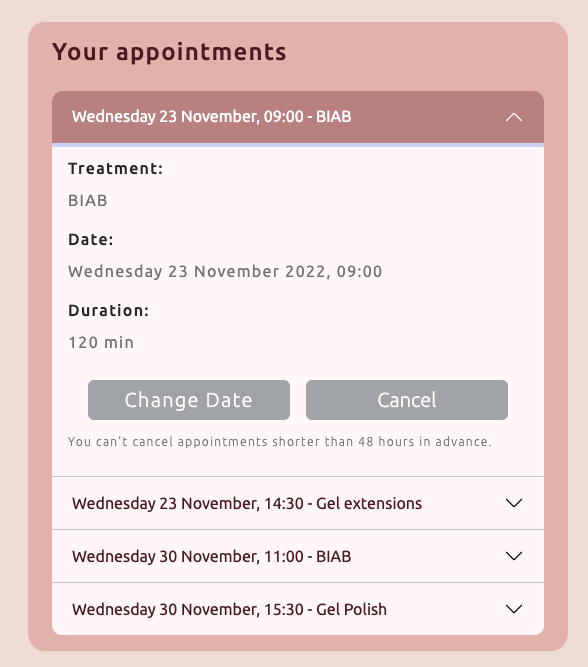 Your appointments
Wednesday 23 November, 09:00 - BIAB
Treatment:
BIAB
Date:
Wednesday 23 November 2022, 09:00
Duration:
120 min
Change Date Cancel
You can't cancel appointments shorter than 48 hours in advance.
Wednesday 23 November, 14:30 - Gel extensions
Wednesday 30 November, 11:00 - BIAB
Wednesday 30 November, 15:30 - Gel Polish